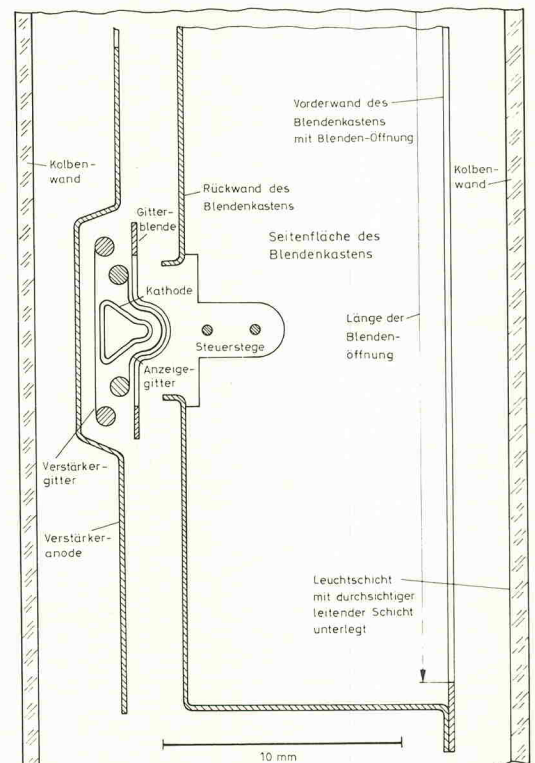 Vorderwand des
Blendenkastens
mit Blenden-Öffnung
Kolben-
wand
Kolben-
wand
Gitter-
blende
Rückwand des
Blendenkastens
Seitenfläche des
Blendenkastens
Kathode
Steuerstege
Länge der
Blenden-
öffnung
Anzeige-
gitter
Verstärker-
gitter
Verstärker-
anode
Leuchtschicht
mit durchsichtiger
leitender Schicht
unterlegt
10 mm